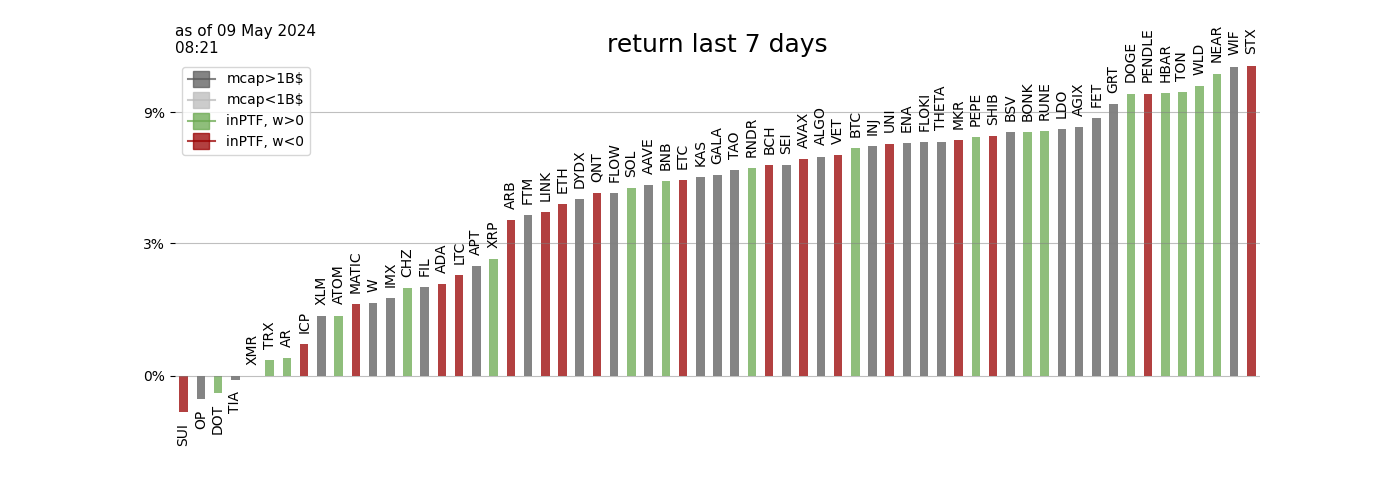 as of 09 May 2024
08:21
return last 7 days
mcap>1B$
mcap<1B$
inPTF, w>0
inPTF, w<0
9%
3%
0%
SUI
OP
DOT
TIA
XMR
TRX
AR
ICP
XLM
ATOM
MATIC
W
IMX
CHZ
FIL
ADA
LTC
APT
XRP
ARB
FTM
LINK
ETH
DYDX
QNT
FLOW
SOL
AAVE
BNB
ETC
KAS
GALA
TAO
RNDR
BCH
SEI
AVAX
ALGO
VET
BTC
INJ
UNI
ENA
FLOKI
THETA
MKR
PEPE
SHIB
BSV
BONK
RUNE
LDO
AGIX
FET
GRT
DOGE
PENDLE
HBAR
TON
WLD
NEAR
WIF
STX